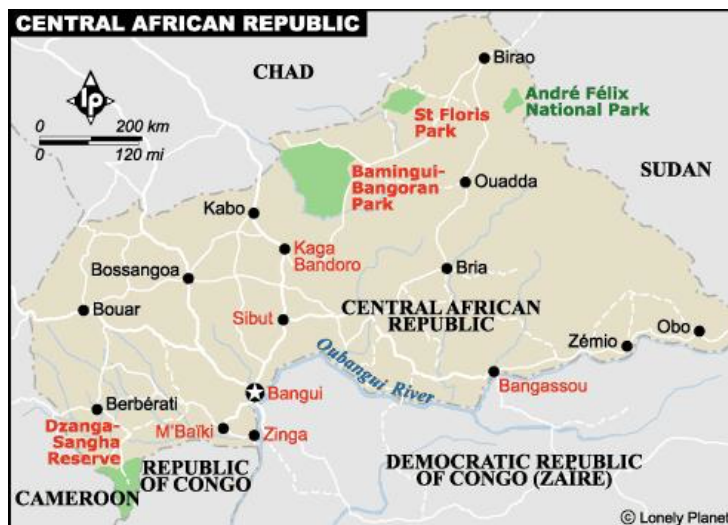 CENTRAL AFRICAN REPUBLIC
lp
0 200 km
0 120 mi
CHAD
Birao
St Floris
Park
André Félix
National Park
Bamingui-
Bangoran
Park
Ouadda
SUDAN
Kabo
Kaga
Bandoro
Bossangoa
Bria
Bouar
Sibut
CENTRAL AFRICAN
REPUBLIC
Zémio
Obo
Oubangui River
Bangassou
Bangui
Berbérati
Dzanga-
Sangha
Reserve
M'Baïki
Zinga
REPUBLIC
OF CONGO
CAMEROON
DEMOCRATIC REPUBLIC
OF CONGO (ZAÏRE)
© Lonely Planet